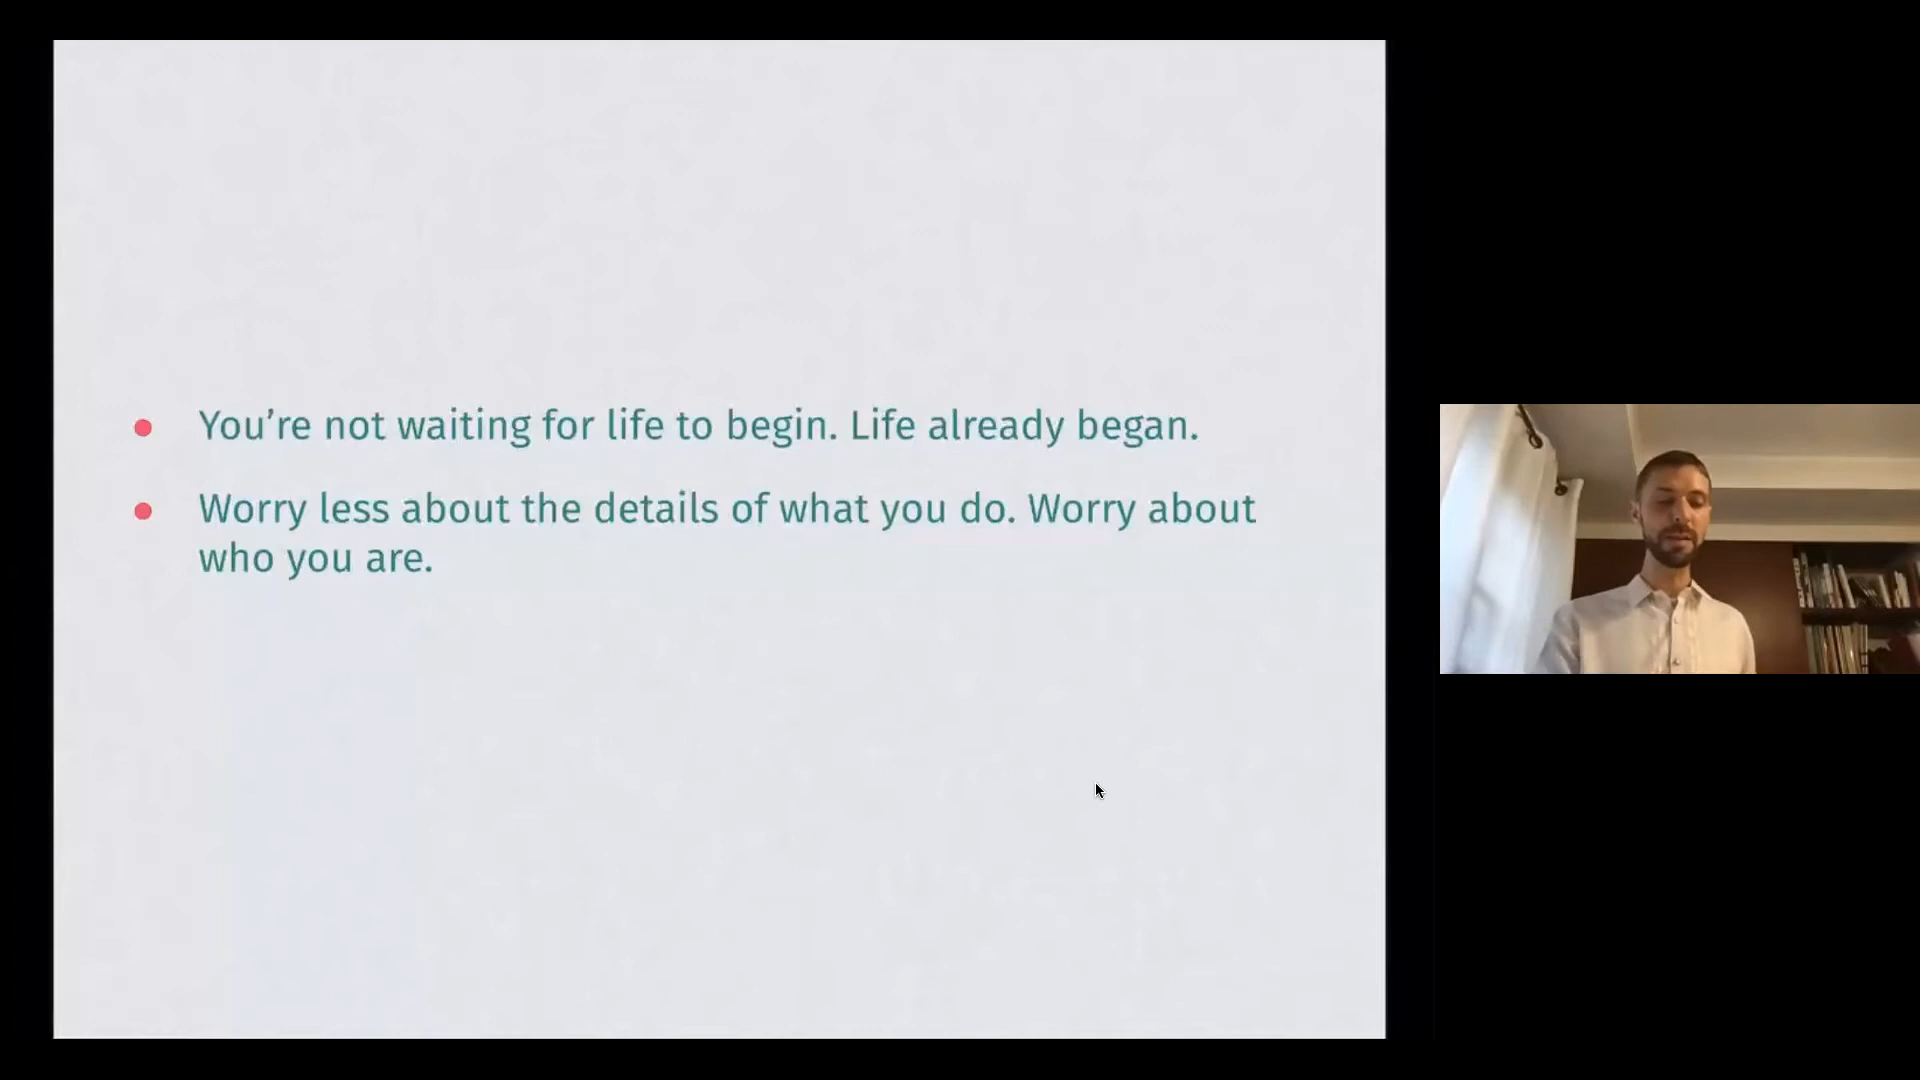 You’re not waiting for life to begin. Life already began.
Worry less about the details of what you do. Worry about
who you are.